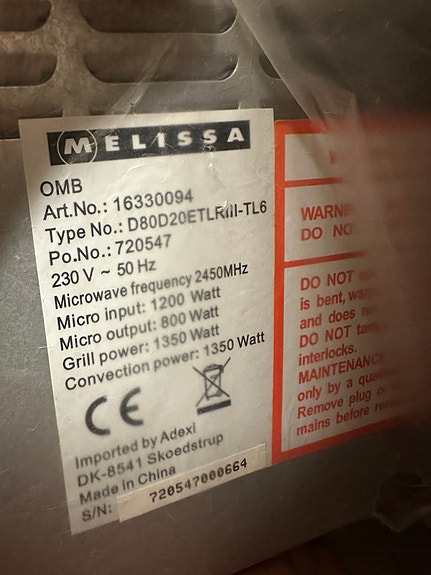 MELISSA
OMB
Art.No.: 16330094
Type No.: D80D20ETLRIII-TL6
Po.No.: 720547
230 V ~ 50 Hz
Microwave frequency 2450MHz
Micro input: 1200 Watt
Micro output: 800 Watt
Grill power: 1350 Watt
Convection power: 1350 Watt
CE
Imported by Adexi
DK-8541 Skoedstrup
Made in China
S/N: 720547000664
WARN
DO NO
DO NOT
is bent,
and does
DO NOT
interlocks.
MAINTENANC
only by a
Remove plug
mains before